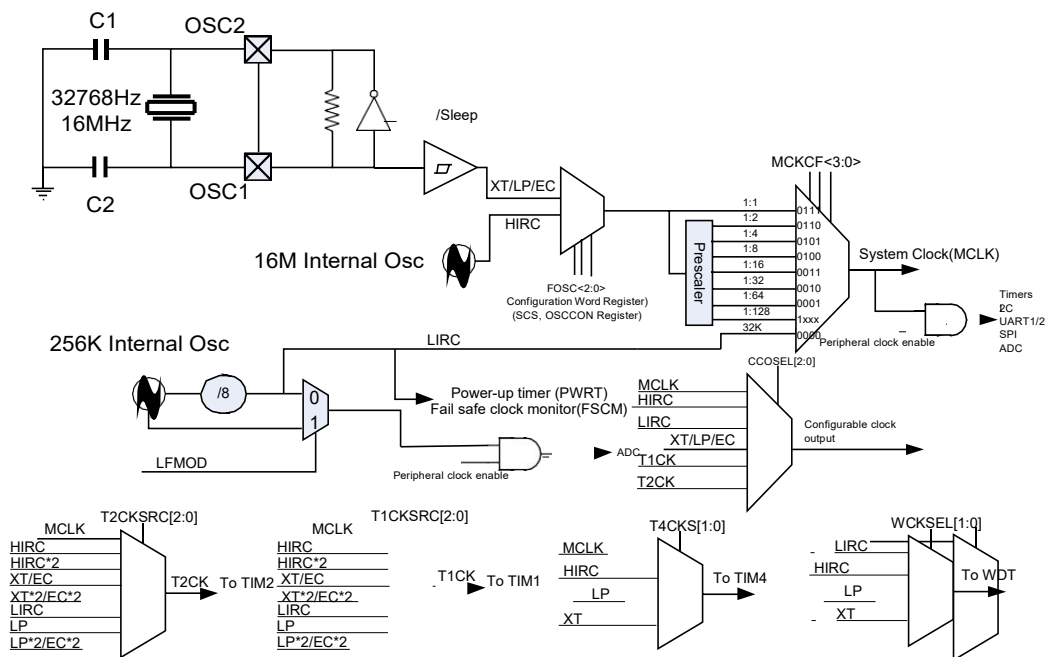 C1
OSC2
32768Hz
16MHz
/Sleep
OSC1
C2
XT/LP/EC
HIRC
16M Internal Osc
FOSC<2:0>
Configuration Word Register)
(SCS, OSCCON Register)
MCKCF<3:0>
Prescaler
1:1
0111
1:2
0110
1:4
0101
1:8
0100
1:16
0011
1:32
0010
1:64
0001
1:128
1xxx
32K
0000
System Clock(MCLK)
Peripheral clock enable
Timers
UART1/2
SPI
ADC
256K Internal Osc
LIRC
/8
0
1
LFMOD
Power-up timer (PWRT)
Fail safe clock monitor(FSCM)
Peripheral clock enable
ADC
CCOSEL[2:0]
MCLK
HIRC
LIRC
XT/LP/EC
T1CK
T2CK
Configurable clock
output
T2CKSRC[2:0]
MCLK
HIRC
HIRC*2
XT/EC
XT*2/EC*2
LIRC
LP
LP*2/EC*2
T2CK
To TIM2
T1CKSRC[2:0]
MCLK
HIRC
HIRC*2
XT/EC
XT*2/EC*2
LIRC
LP
LP*2/EC*2
T1CK
To TIM1
T4CKS[1:0]
MCLK
HIRC
LP
XT
To TIM4
WCKSEL[1:0]
LIRC
HIRC
LP
XT
To WDT